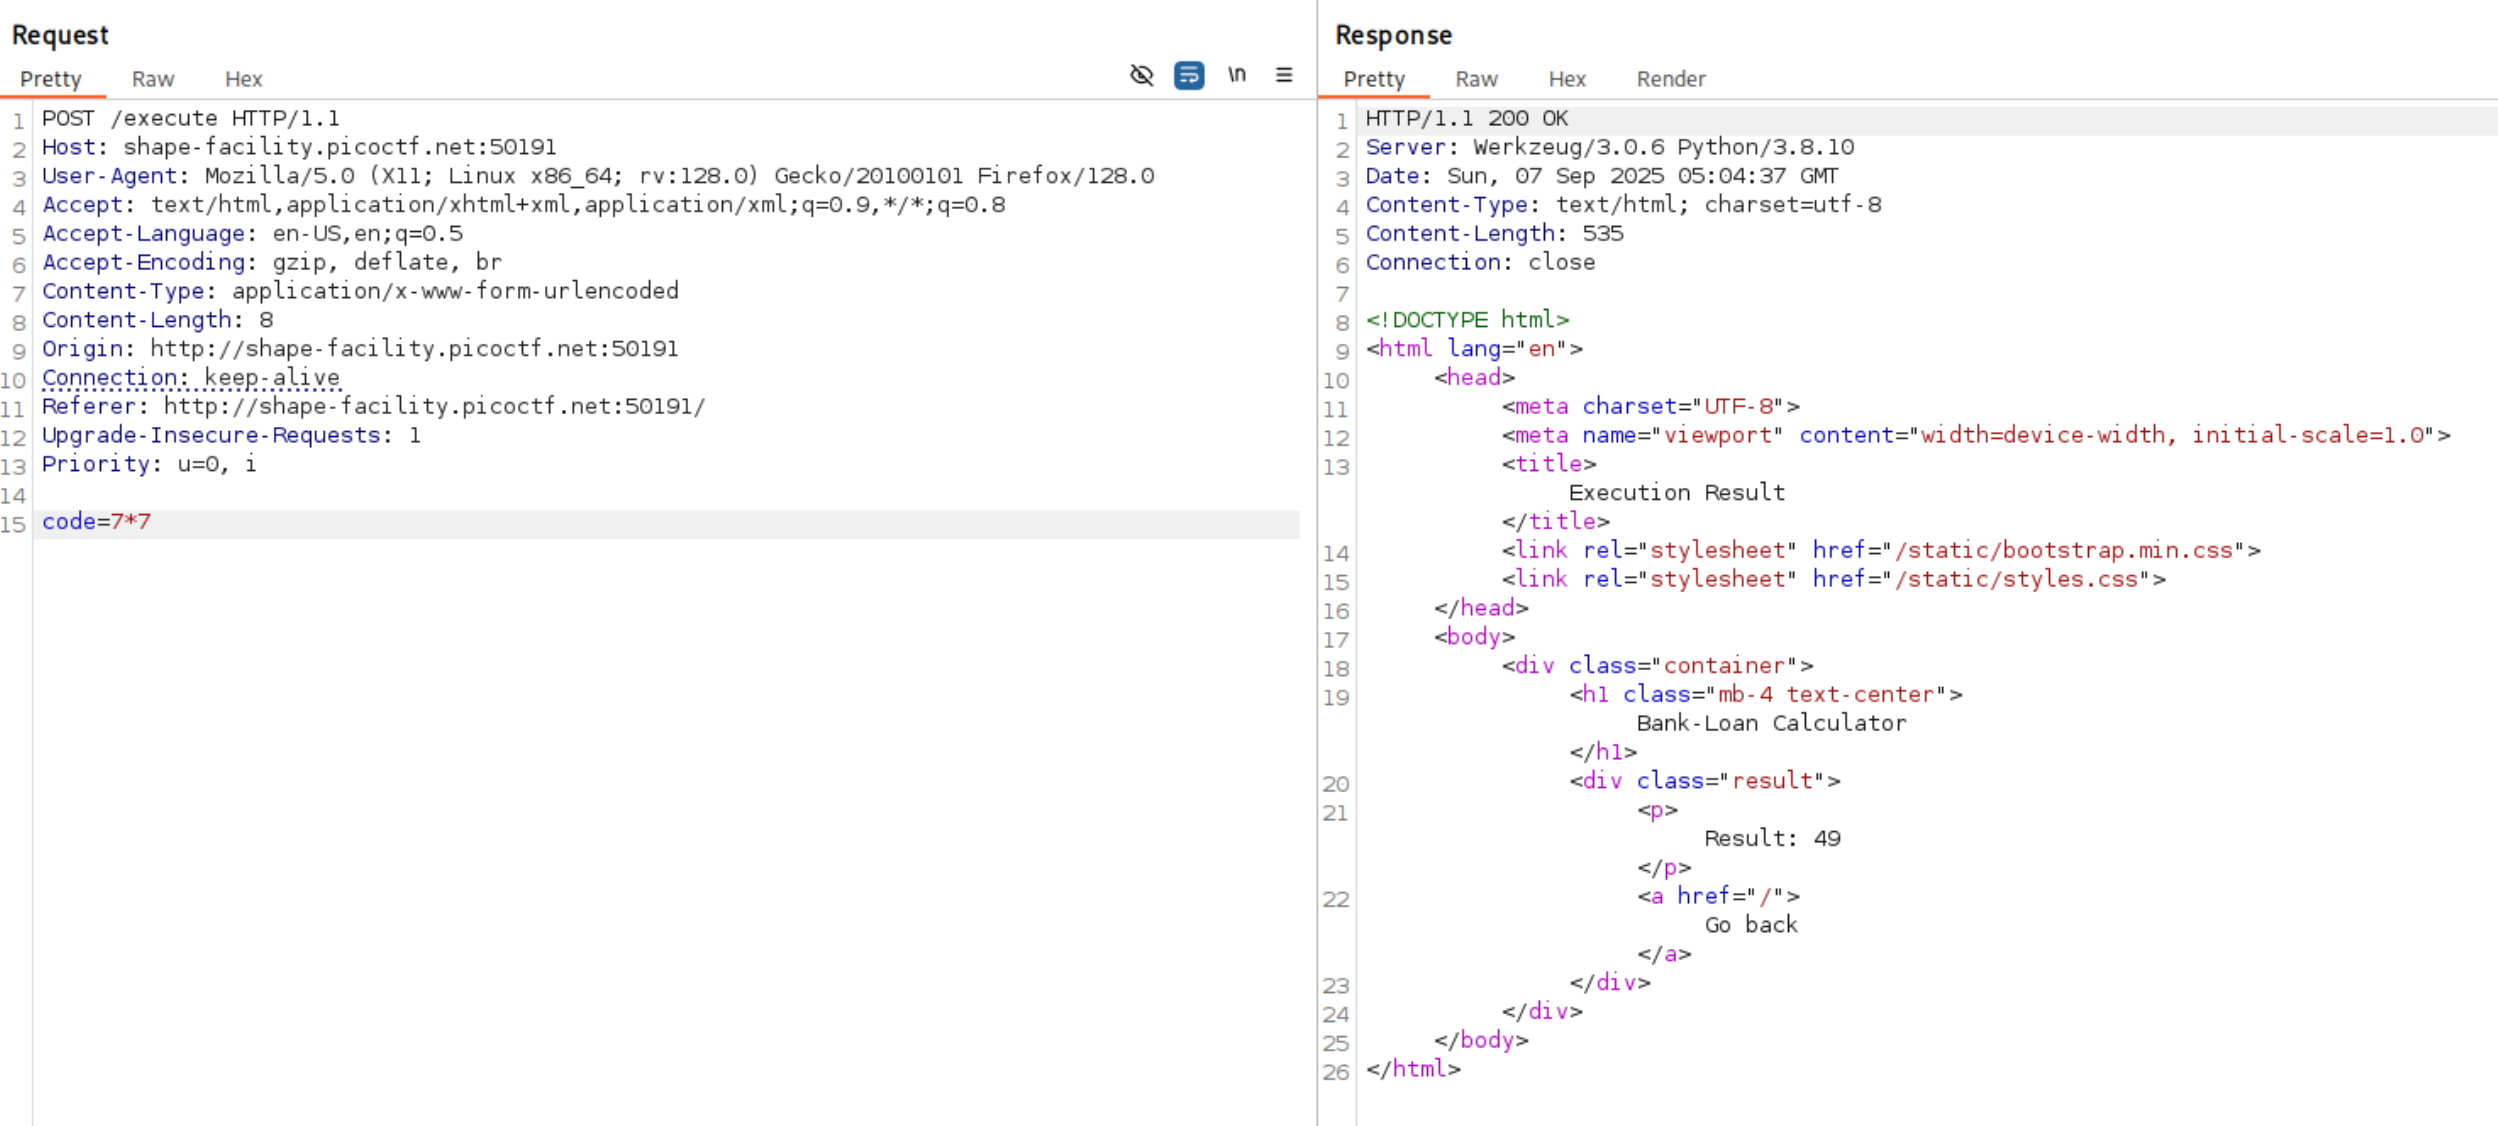 Request
Pretty Raw Hex \n
1 POST /execute HTTP/1.1
2 Host: shape-facility.picoctf.net:50191
3 User-Agent: Mozilla/5.0 (X11; Linux x86_64; rv:128.0) Gecko/20100101 Firefox/128.0
4 Accept: text/html,application/xhtml+xml,application/xml;q=0.9,*/*;q=0.8
5 Accept-Language: en-US,en;q=0.5
6 Accept-Encoding: gzip, deflate, br
7 Content-Type: application/x-www-form-urlencoded
8 Content-Length: 8
9 Origin: http://shape-facility.picoctf.net:50191
10 Connection: keep-alive
11 Referer: http://shape-facility.picoctf.net:50191/
12 Upgrade-Insecure-Requests: 1
13 Priority: u=0, i
14
15 code=7*7
Response
Pretty Raw Hex Render
1 HTTP/1.1 200 OK
2 Server: Werkzeug/3.0.6 Python/3.8.10
3 Date: Sun, 07 Sep 2025 05:04:37 GMT
4 Content-Type: text/html; charset=utf-8
5 Content-Length: 535
6 Connection: close
7
8 <!DOCTYPE html>
9 <html lang="en">
10 <head>
11 <meta charset="UTF-8">
12 <meta name="viewport" content="width=device-width, initial-scale=1.0">
13 <title>
Execution Result
</title>
14 <link rel="stylesheet" href="/static/bootstrap.min.css">
15 <link rel="stylesheet" href="/static/styles.css">
16 </head>
17 <body>
18 <div class="container">
19 <h1 class="mb-4 text-center">
Bank-Loan Calculator
</h1>
20 <div class="result">
21 <p>
Result: 49
</p>
22 <a href="/">
Go back
</a>
23 </div>
24 </div>
25 </body>
26 </html>